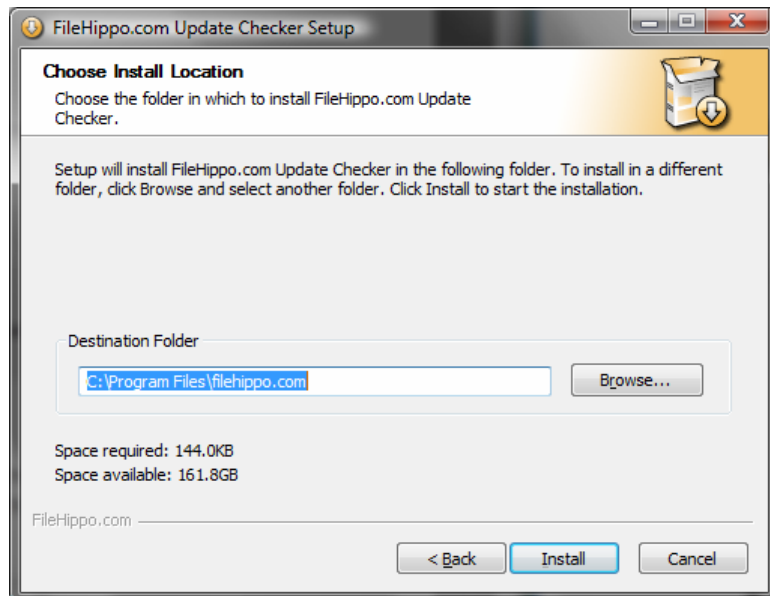 FileHippo.com Update Checker Setup
Choose Install Location
Choose the folder in which to install FileHippo.com Update
Checker.
Setup will install FileHippo.com Update Checker in the following folder. To install in a different
folder, click Browse and select another folder. Click Install to start the installation.
Destination Folder
C:\Program Files\filehippo.com
Browse...
Space required: 144.0KB
Space available: 161.8GB
FileHippo.com
< Back
Install
Cancel